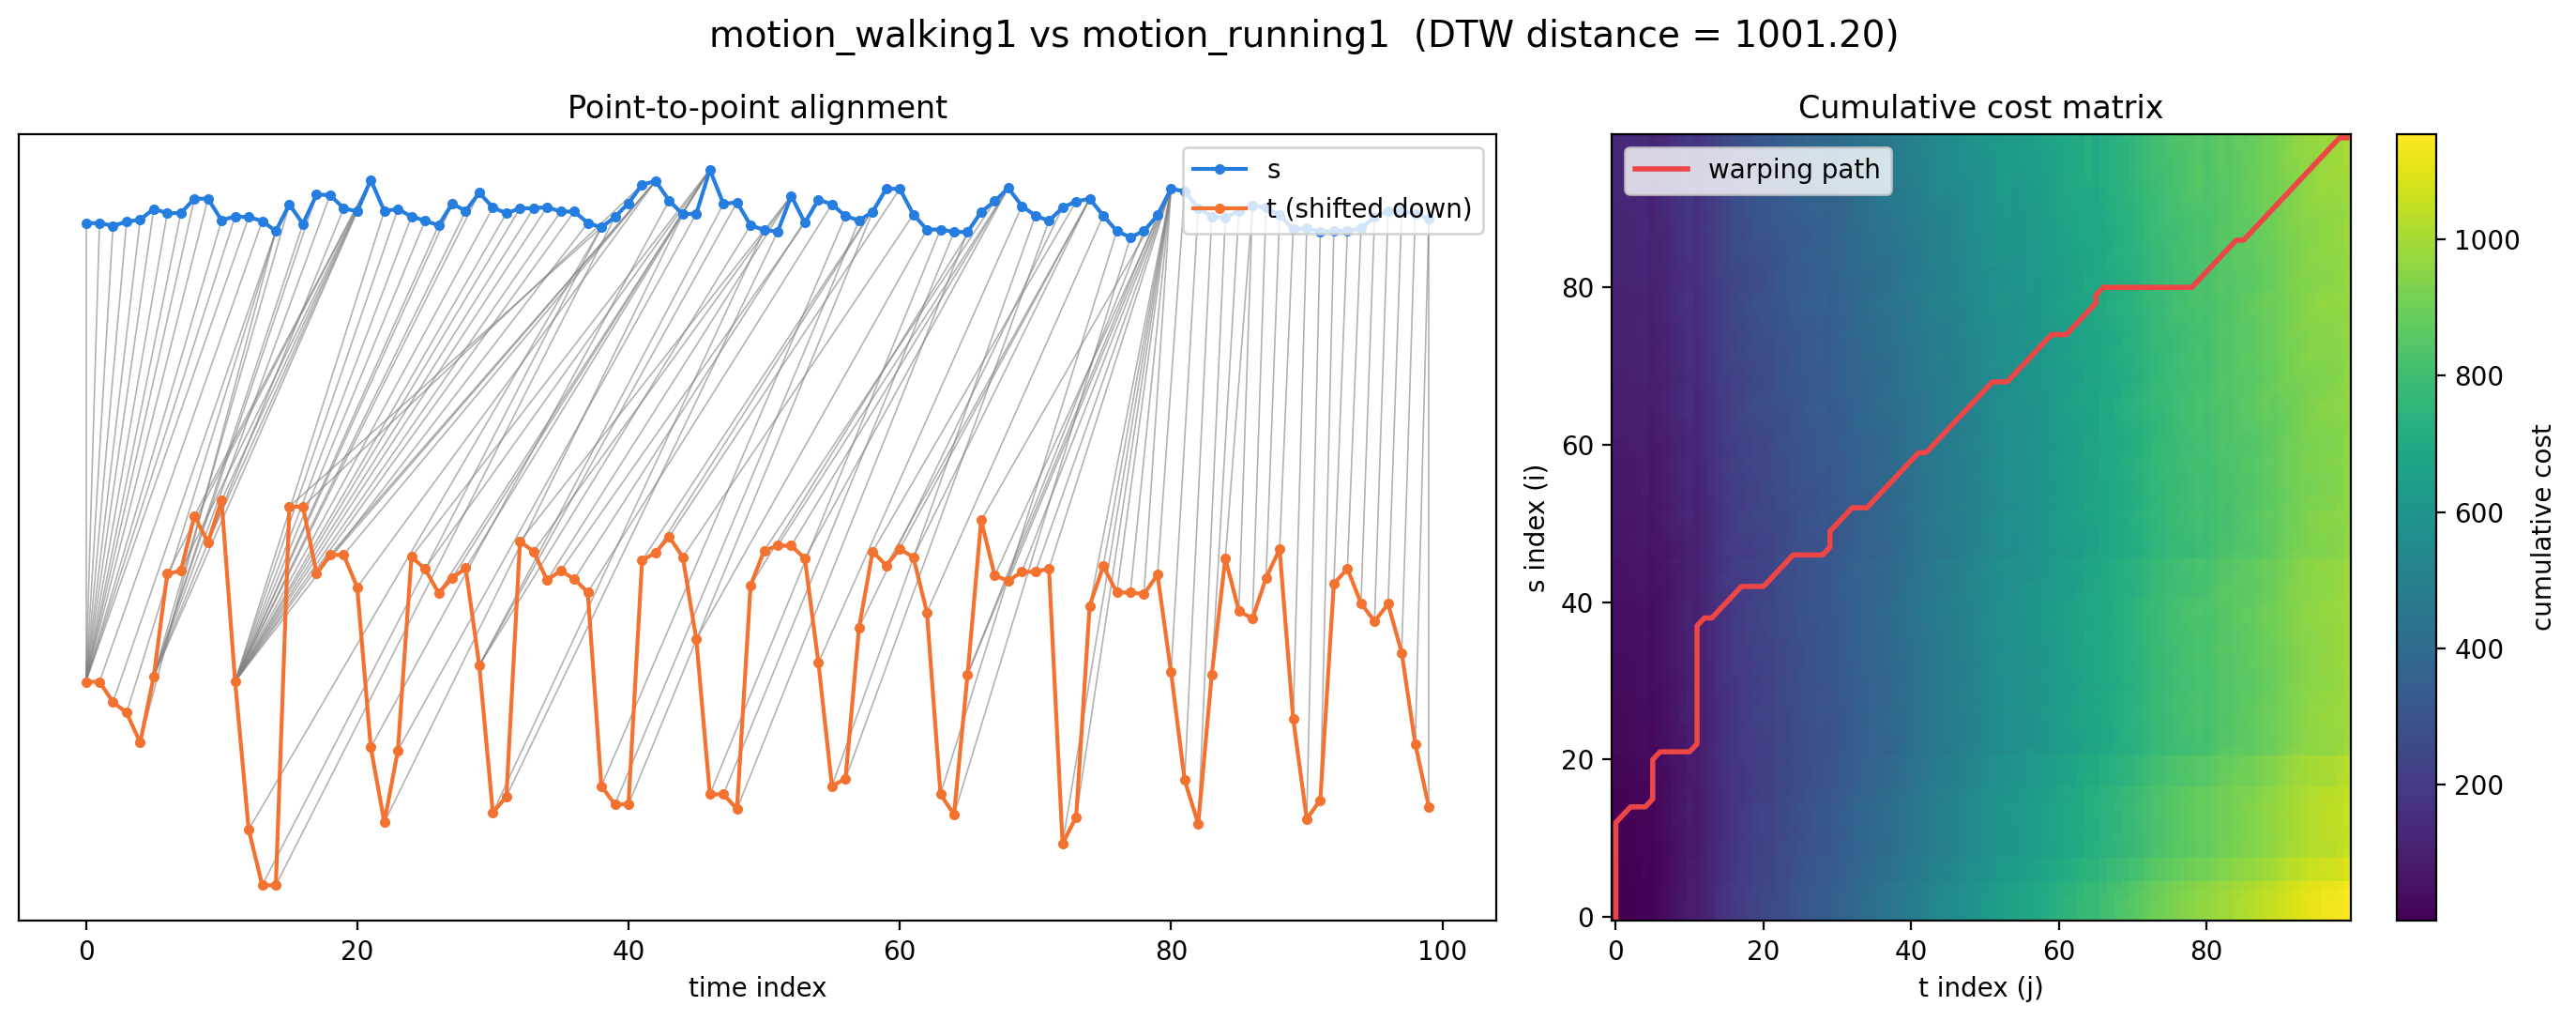 motion_walking1 vs motion_running1  (DTW distance = 1001.20)
Point-to-point alignment
s
t (shifted down)
0 20 40 60 80 100
time index
Cumulative cost matrix
warping path
80
60
40
20
0
s index (i)
0 20 40 60 80
t index (j)
1000
800
600
400
200
cumulative cost